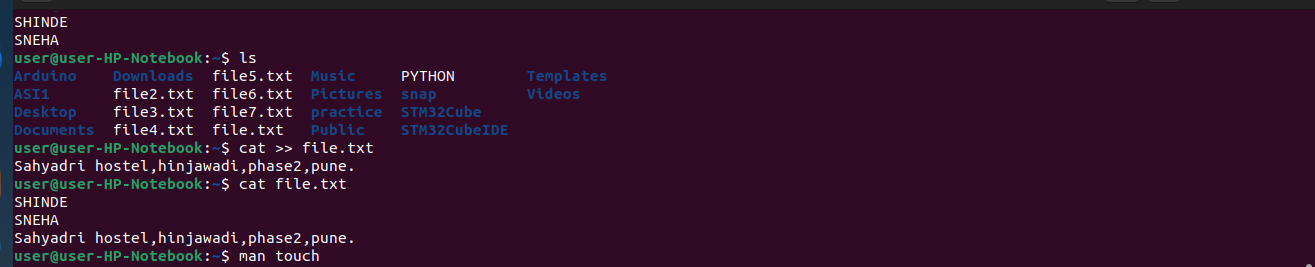 SHINDE
SNEHA
user@user-HP-Notebook:~$ ls
Arduino    Downloads  file5.txt  Music     PYTHON         Templates
ASI1       file2.txt  file6.txt  Pictures  snap           Videos
Desktop    file3.txt  file7.txt  practice  STM32Cube
Documents  file4.txt  file.txt   Public    STM32CubeIDE
user@user-HP-Notebook:~$ cat >> file.txt
Sahyadri hostel,hinjawadi,phase2,pune.
user@user-HP-Notebook:~$ cat file.txt
SHINDE
SNEHA
Sahyadri hostel,hinjawadi,phase2,pune.
user@user-HP-Notebook:~$ man touch